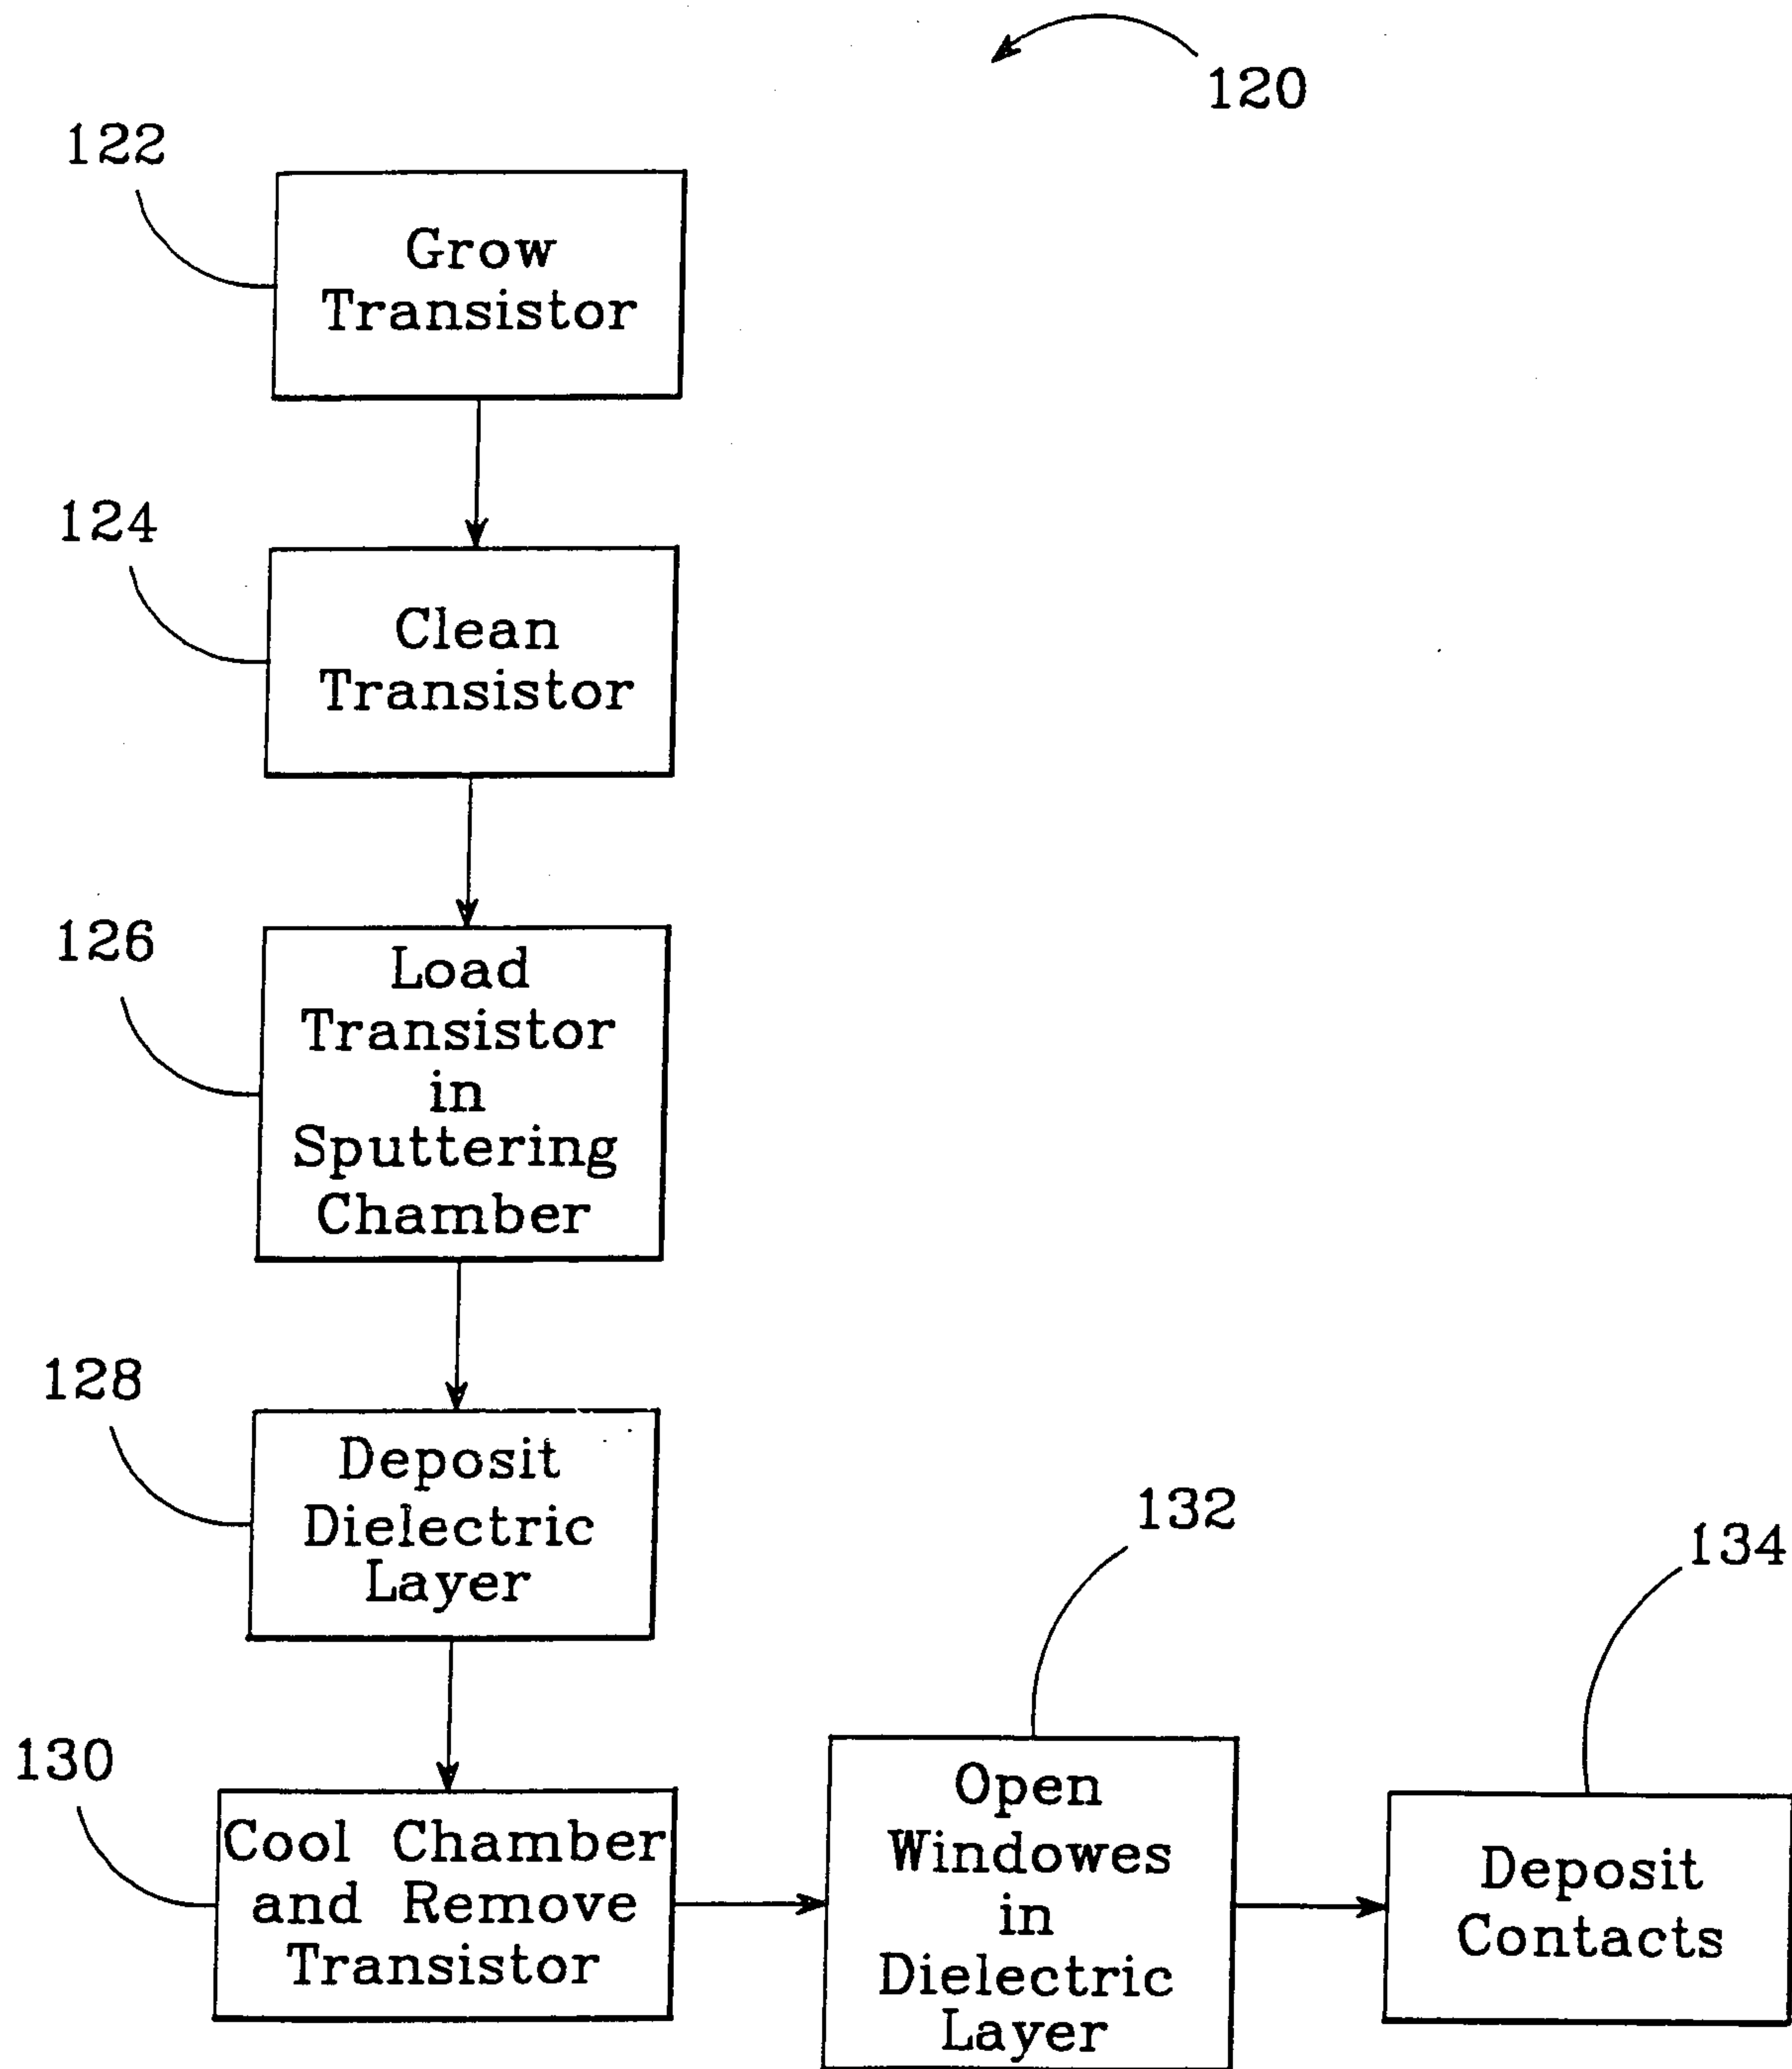 120
122
Grow
Transistor
124
Clean
Transistor
126
Load
Transistor
in
Sputtering
Chamber
128
Deposit
Dielectric
Layer
130
Cool Chamber
and Remove
Transistor
132
Open
Windowes
in
Dielectric
Layer
134
Deposit
Contacts